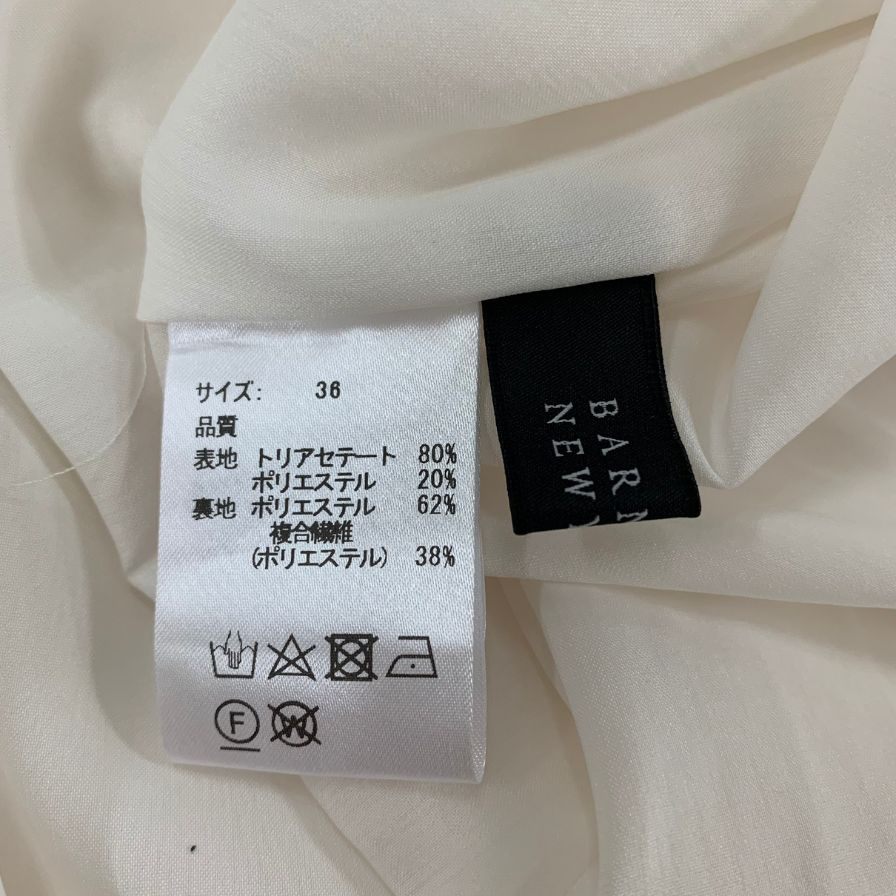 サイズ: 36
品質
表地 トリアセテート 80%
ポリエステル 20%
裏地 ポリエステル 62%
複合繊維
(ポリエステル) 38%
F
W
BARN
NEW Y